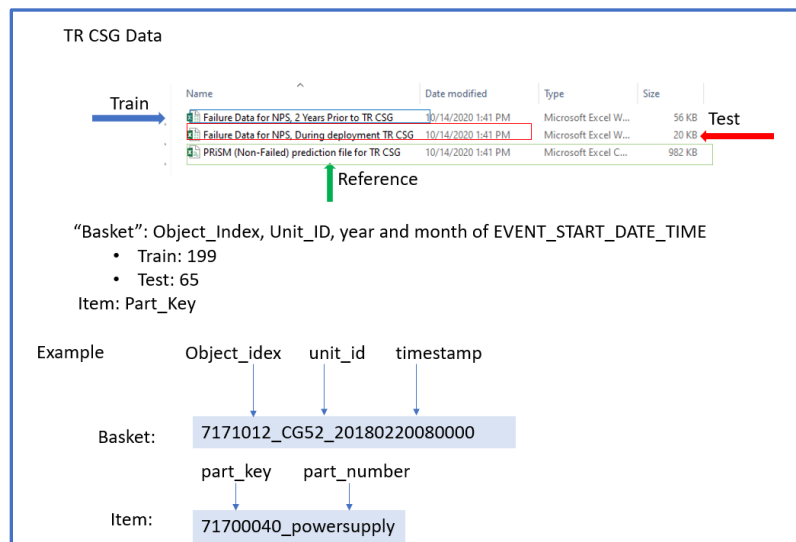 TR CSG Data
Name Date modified Type Size
Train
Failure Data for NPS, 2 Years Prior to TR CSG 10/14/2020 1:41 PM Microsoft Excel W... 56 KB
Test
Failure Data for NPS, During deployment TR CSG 10/14/2020 1:41 PM Microsoft Excel W... 20 KB
PRiSM (Non-Failed) prediction file for TR CSG 10/14/2020 1:41 PM Microsoft Excel C... 982 KB
Reference
“Basket”: Object_Index, Unit_ID, year and month of EVENT_START_DATE_TIME
• Train: 199
• Test: 65
Item: Part_Key
Example Object_idex unit_id timestamp
Basket: 7171012_CG52_20180220080000
part_key part_number
Item: 71700040_powersupply